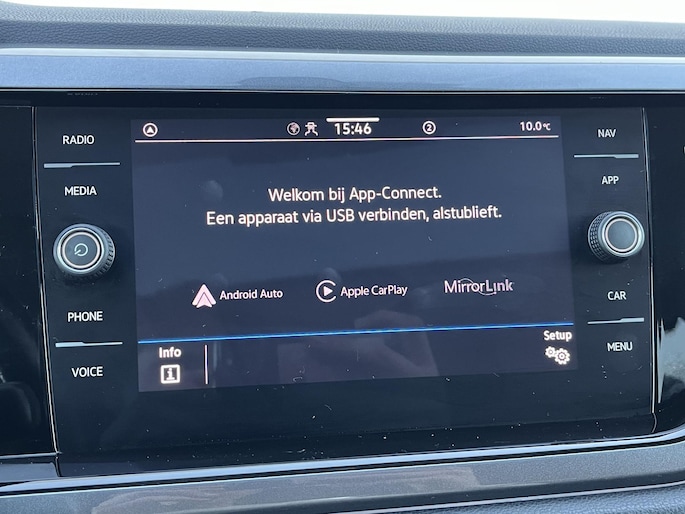 RADIO
MEDIA
PHONE
VOICE
15:46
2
10.0°C
Welkom bij App-Connect.
Een apparaat via USB verbinden, alstublieft.
Android Auto
Apple CarPlay
MirrorLink
Info
Setup
NAV
APP
CAR
MENU